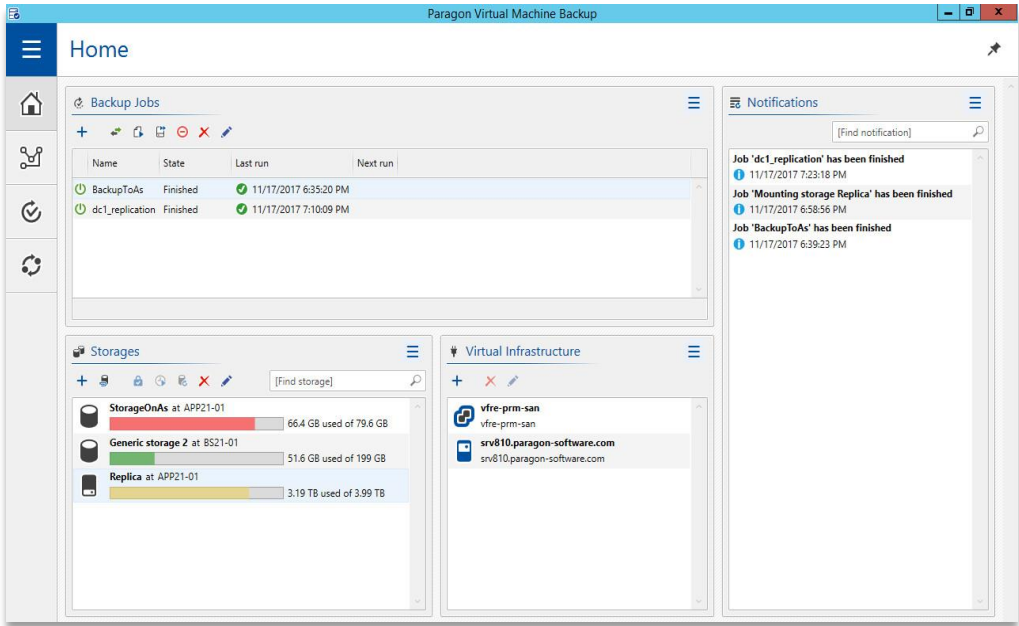 Paragon Virtual Machine Backup
Home
Backup Jobs
Name State Last run Next run
BackupToAs Finished 11/17/2017 6:35:20 PM
dc1_replication Finished 11/17/2017 7:10:09 PM
Storages
[Find storage]
StorageOnAs at APP21-01
66.4 GB used of 79.6 GB
Generic storage 2 at BS21-01
51.6 GB used of 199 GB
Replica at APP21-01
3.19 TB used of 3.99 TB
Virtual Infrastructure
vfre-prm-san
vfre-prm-san
srv810.paragon-software.com
srv810.paragon-software.com
Notifications
[Find notification]
Job 'dc1_replication' has been finished
11/17/2017 7:23:18 PM
Job 'Mounting storage Replica' has been finished
11/17/2017 6:58:56 PM
Job 'BackupToAs' has been finished
11/17/2017 6:39:23 PM